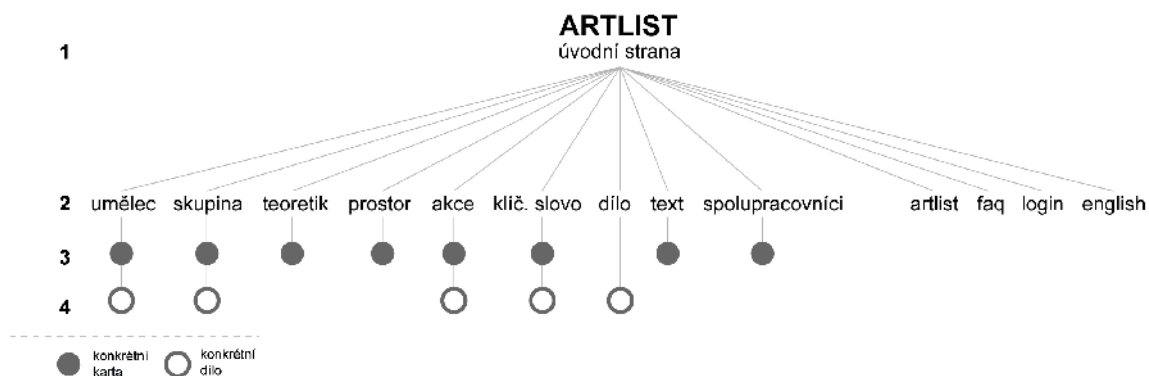 ARTLIST
1
úvodní strana
2 umělec skupina teoretik prostor akce klič. slovo dílo text spolupracovníci artlist faq login english
3
4
konkrétní konkrétní
karta dílo